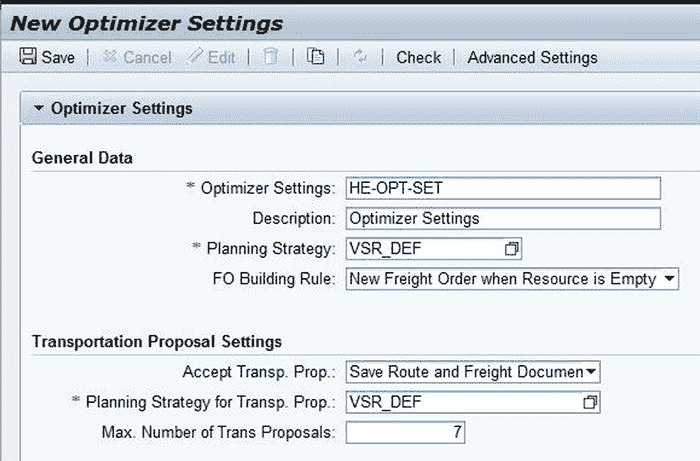 New Optimizer Settings
Save | Cancel Edit | | | | Check | Advanced Settings
Optimizer Settings
General Data
* Optimizer Settings: HE-OPT-SET
Description: Optimizer Settings
* Planning Strategy: VSR_DEF
FO Building Rule: New Freight Order when Resource is Empty
Transportation Proposal Settings
Accept Transp. Prop.: Save Route and Freight Documen
* Planning Strategy for Transp. Prop.: VSR_DEF
Max. Number of Trans Proposals: 7